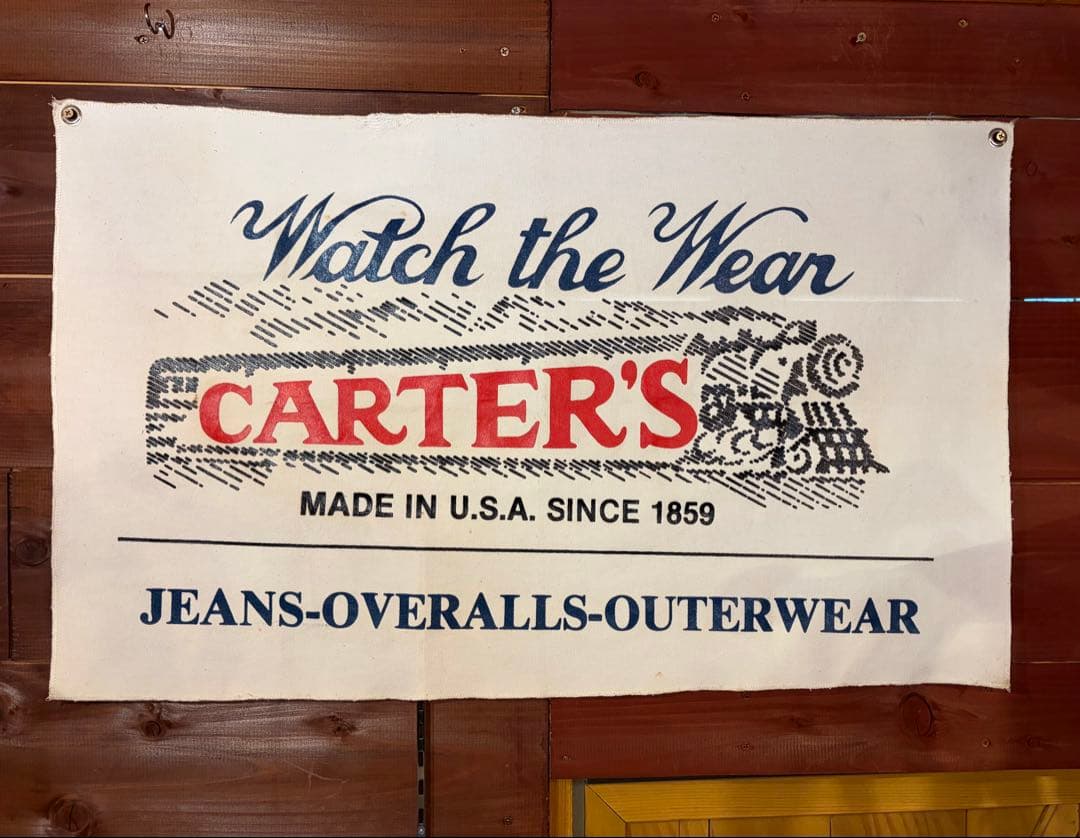 Watch the Wear
CARTER'S
MADE IN U.S.A. SINCE 1859
JEANS-OVERALLS-OUTERWEAR